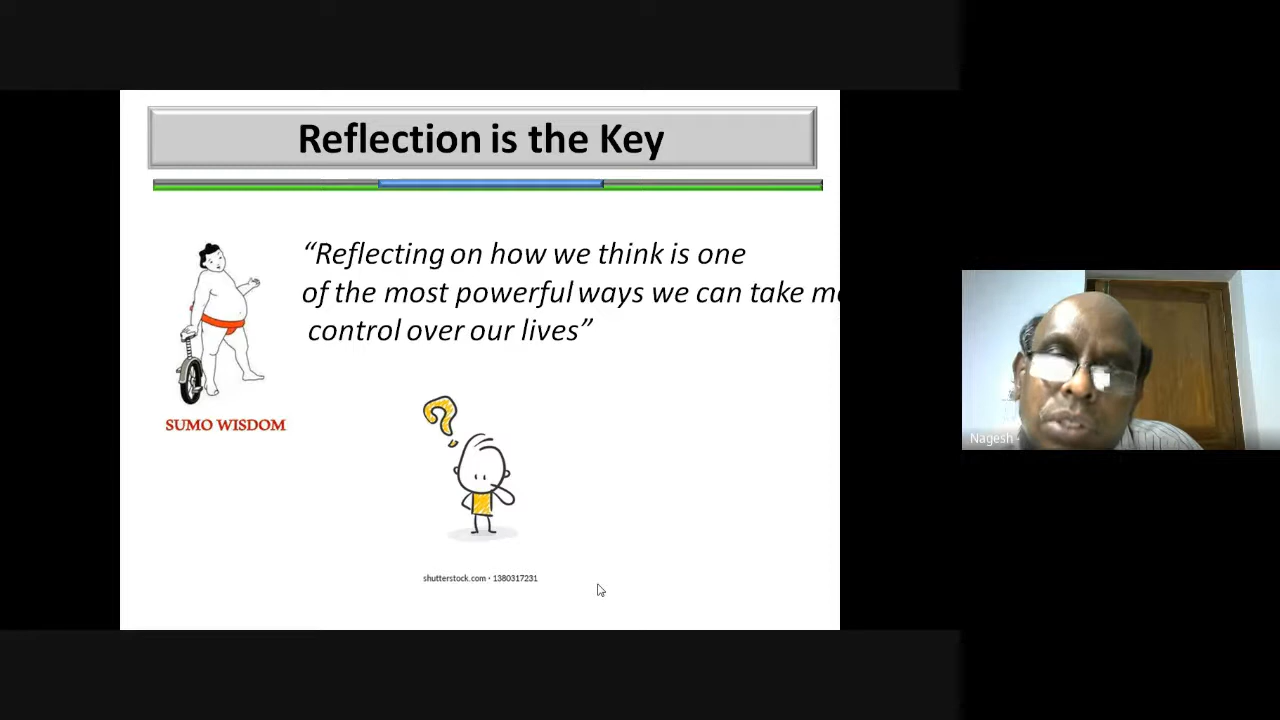 Reflection is the Key
“Reflecting on how we think is one
of the most powerful ways we can take
control over our lives”
SUMO WISDOM
shutterstock.com • 1380317231
Nagesh